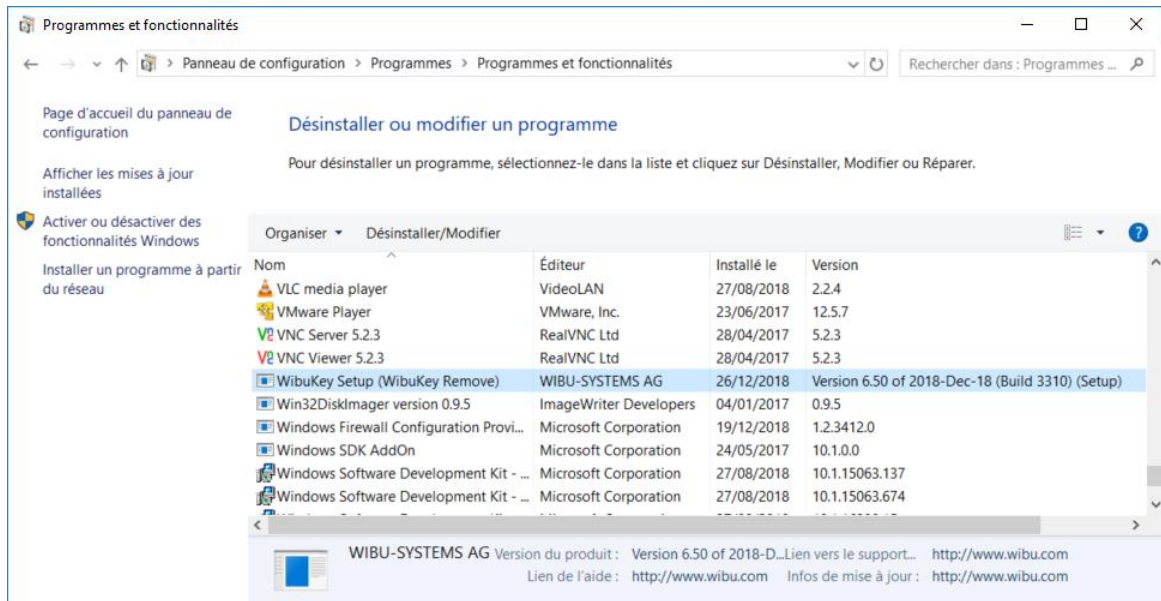 Programmes et fonctionnalités
Panneau de configuration > Programmes > Programmes et fonctionnalités
Rechercher dans : Programmes ...
Page d'accueil du panneau de
configuration
Afficher les mises à jour
installées
Activer ou désactiver des
fonctionnalités Windows
Installer un programme à partir
du réseau
Désinstaller ou modifier un programme
Pour désinstaller un programme, sélectionnez-le dans la liste et cliquez sur Désinstaller, Modifier ou Réparer.
Organiser Désinstaller/Modifier
Nom Éditeur Installé le Version
VLC media player VideoLAN 27/08/2018 2.2.4
VMware Player VMware, Inc. 23/06/2017 12.5.7
VNC Server 5.2.3 RealVNC Ltd 28/04/2017 5.2.3
VNC Viewer 5.2.3 RealVNC Ltd 28/04/2017 5.2.3
WibuKey Setup (WibuKey Remove) WIBU-SYSTEMS AG 26/12/2018 Version 6.50 of 2018-Dec-18 (Build 3310) (Setup)
Win32DiskImager version 0.9.5 ImageWriter Developers 04/01/2017 0.9.5
Windows Firewall Configuration Provi... Microsoft Corporation 19/12/2018 1.2.3412.0
Windows SDK AddOn Microsoft Corporation 24/05/2017 10.1.0.0
Windows Software Development Kit - ... Microsoft Corporation 27/08/2018 10.1.15063.137
Windows Software Development Kit - ... Microsoft Corporation 27/08/2018 10.1.15063.674
WIBU-SYSTEMS AG Version du produit : Version 6.50 of 2018-D... Lien vers le support... http://www.wibu.com
Lien de l'aide : http://www.wibu.com Infos de mise à jour : http://www.wibu.com